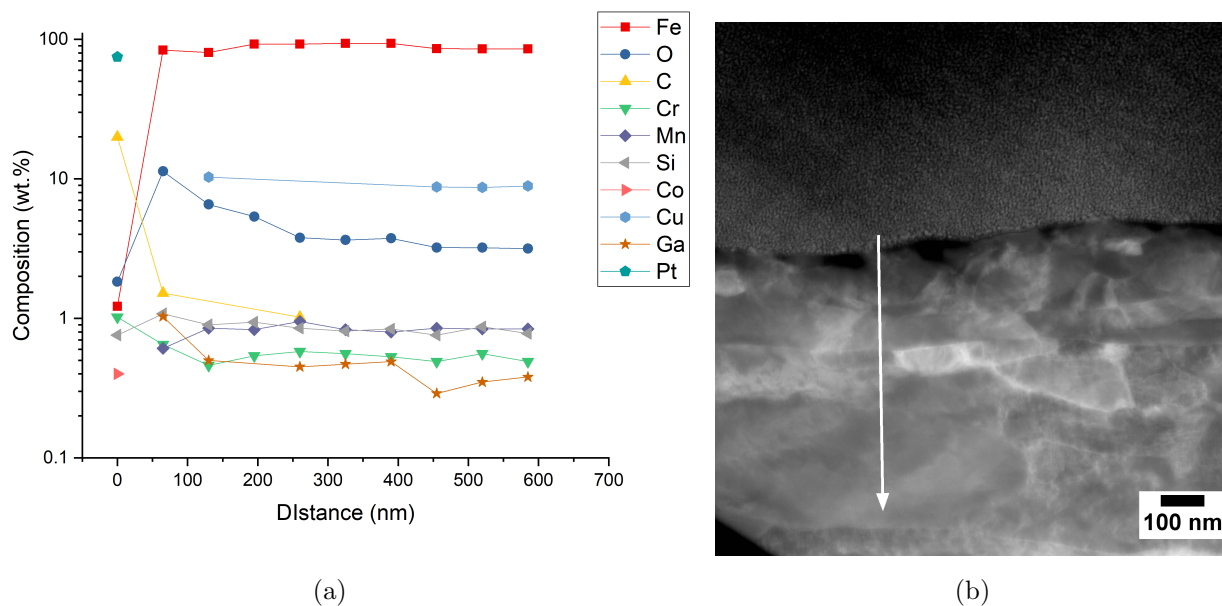 100
10
1
0.1
Composition (wt.%)
0
100
200
300
400
500
600
700
DIstance (nm)
Fe
O
C
Cr
Mn
Si
Co
Cu
Ga
Pt
100 nm
(a)
(b)